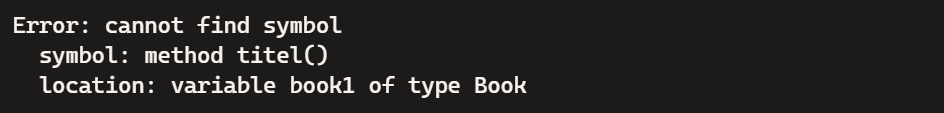 Error: cannot find symbol
symbol: method titel()
location: variable book1 of type Book